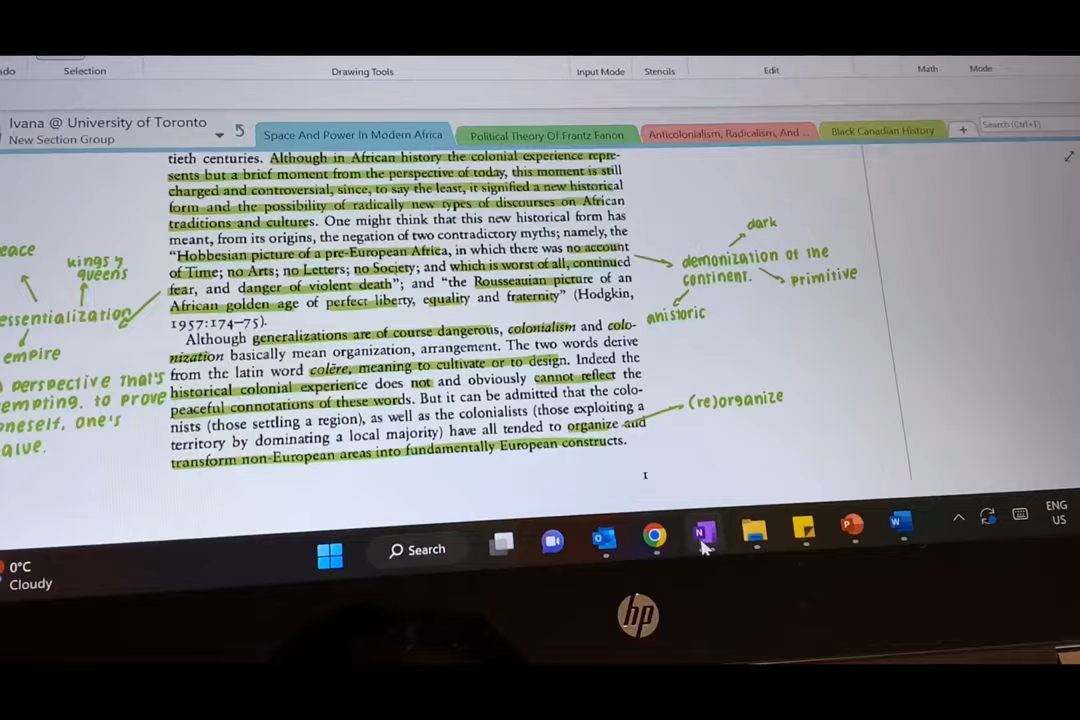 Selection
Drawing Tools
Input Mode
Stencils
Edit
Math
Mode
Ivana @ University of Toronto
New Section Group
Space And Power In Modern Africa
Political Theory Of Frantz Fanon
Anticolonialism, Radicalism, And ...
Black Canadian History
+
Search (Ctrl+E)
tieth centuries. Although in African history the colonial experience repre-
sents but a brief moment from the perspective of today, this moment is still
charged and controversial, since, to say the least, it signified a new historical
form and the possibility of radically new types of discourses on African
traditions and cultures. One might think that this new historical form has
meant, from its origins, the negation of two contradictory myths; namely, the
“Hobbesian picture of a pre-European Africa, in which there was no account
of Time; no Arts; no Letters; no Society; and which is worst of all, continued
fear, and danger of violent death”; and “the Rousseauian picture of an
African golden age of perfect liberty, equality and fraternity” (Hodgkin,
1957:174–75).
Although generalizations are of course dangerous, colonialism and colo-
nization basically mean organization, arrangement. The two words derive
from the latin word colēre, meaning to cultivate or to design. Indeed the
historical colonial experience does not and obviously cannot reflect the
peaceful connotations of these words. But it can be admitted that the colo-
nists (those settling a region), as well as the colonialists (those exploiting a
territory by dominating a local majority) have all tended to organize and
transform non-European areas into fundamentally European constructs.
1
eace
kings &
queens
essentialization
empire
perspective that's
empting. to prove
oneself, one's
alue.
dark
demonization of the
continent.
primitive
ahistoric
(re)organize
0°C
Cloudy
Search
ENG
US
hp